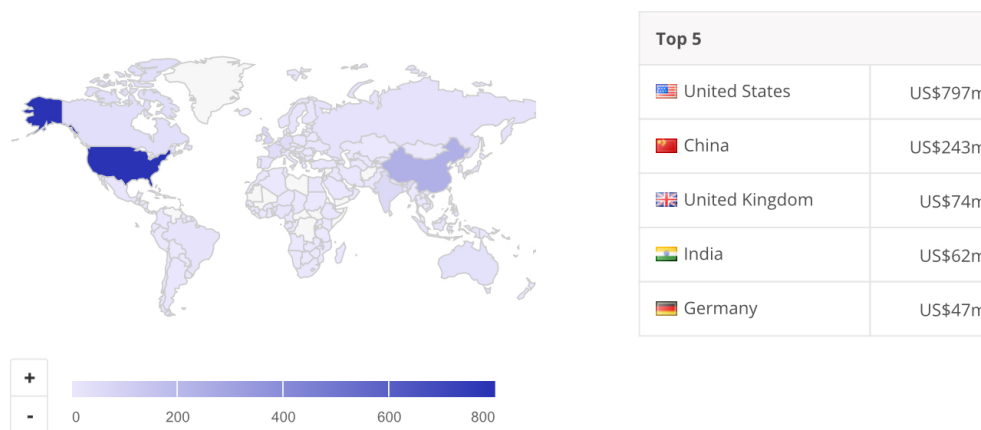 Top 5
United States US$797m
China US$243m
United Kingdom US$74m
India US$62m
Germany US$47m
+
-
0 200 400 600 800